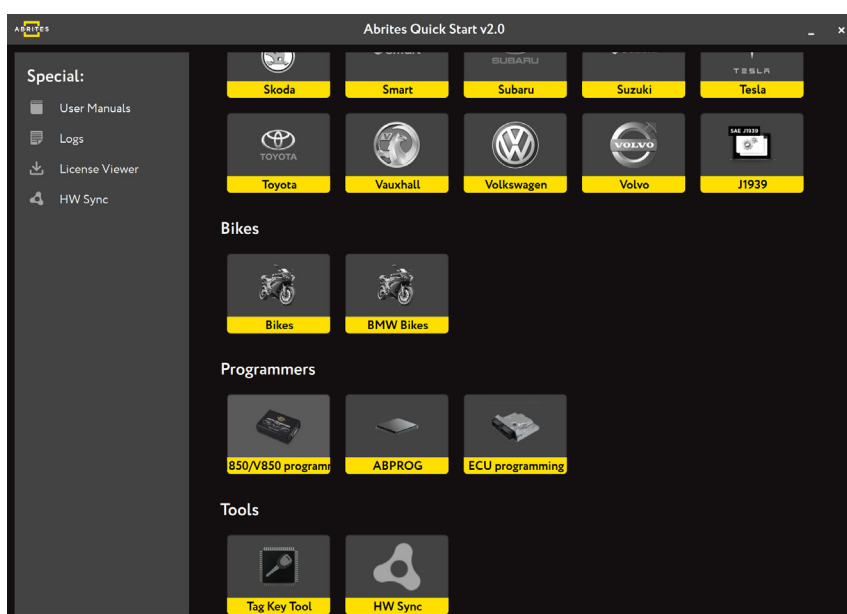 ABRITES
Abrites Quick Start v2.0
Special:
User Manuals
Logs
License Viewer
HW Sync
SUBARU
TESLA
Skoda
Smart
Subaru
Suzuki
Tesla
TOYOTA
VOLVO
SAE J1939
Toyota
Vauxhall
Volkswagen
Volvo
J1939
Bikes
Bikes
BMW Bikes
Programmers
850/V850 programm
ABPROG
ECU programming
Tools
Tag Key Tool
HW Sync